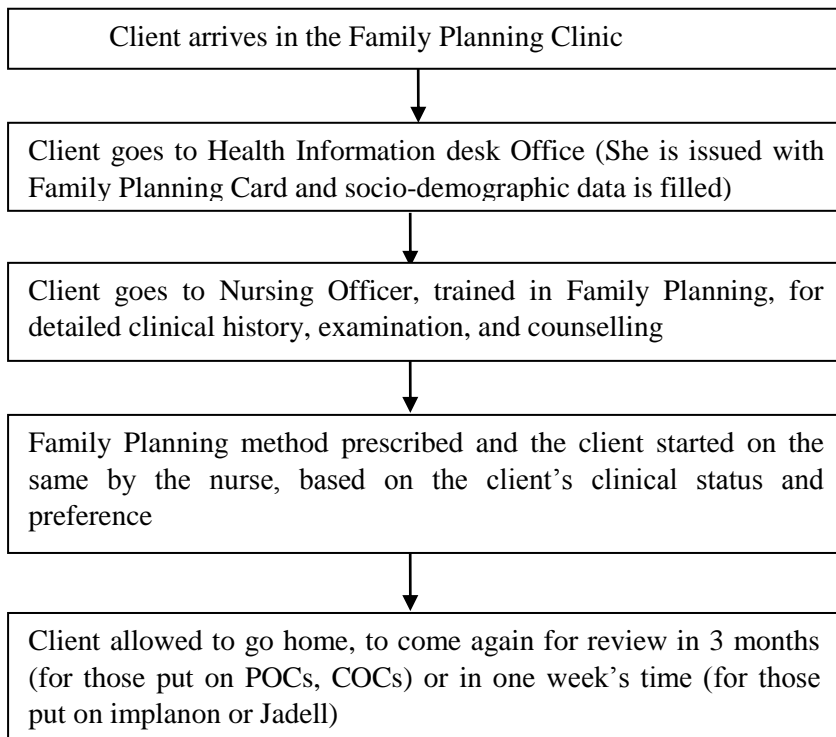 Client arrives in the Family Planning Clinic
Client goes to Health Information desk Office (She is issued with
Family Planning Card and socio-demographic data is filled)
Client goes to Nursing Officer, trained in Family Planning, for
detailed clinical history, examination, and counselling
Family Planning method prescribed and the client started on the
same by the nurse, based on the client's clinical status and
preference
Client allowed to go home, to come again for review in 3 months
(for those put on POCs, COCs) or in one week's time (for those
put on implanon or Jadell)